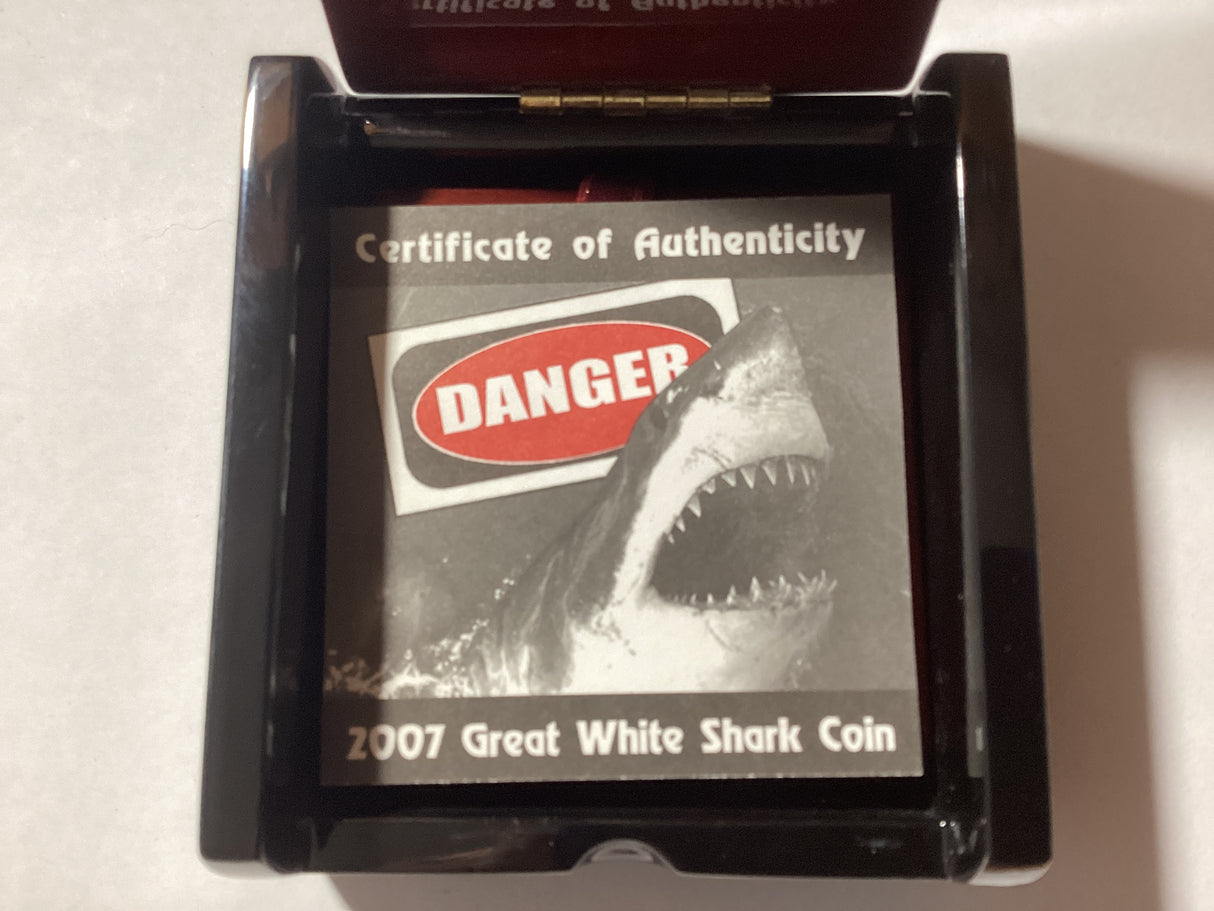 Certificate of Authenticity
DANGER
2007 Great White Shark Coin